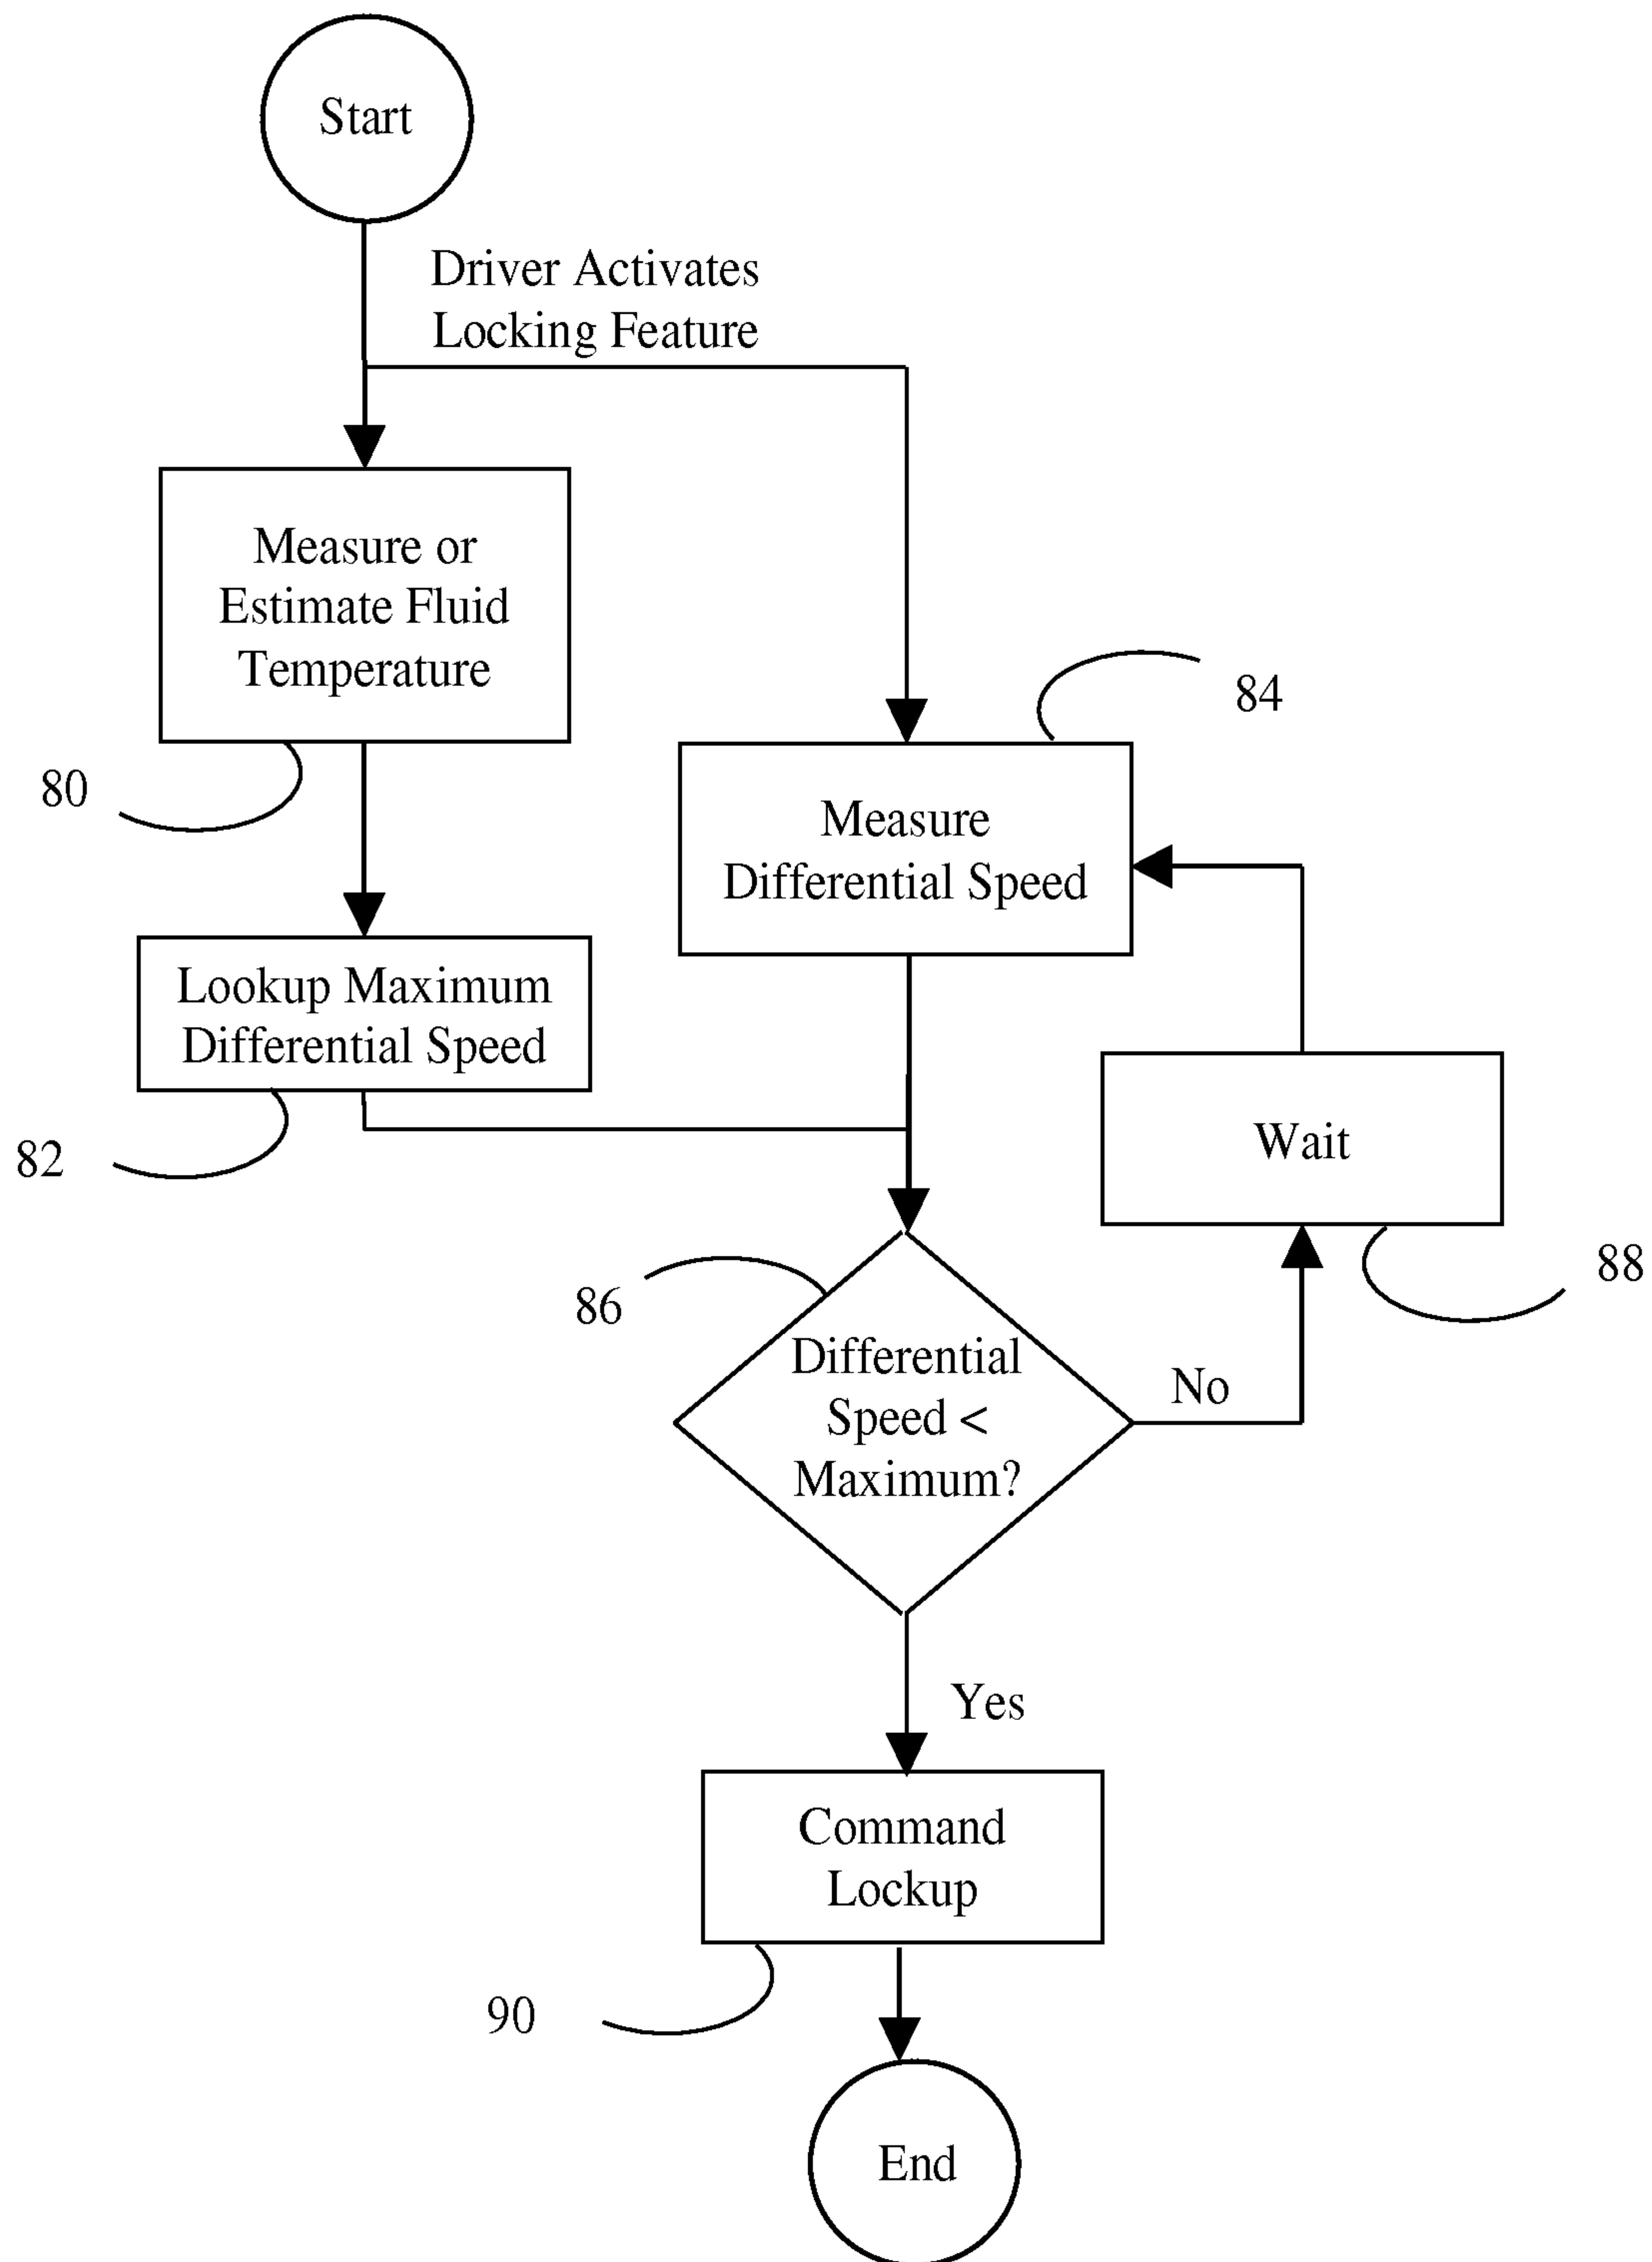 Start
Driver Activates
Locking Feature
Measure or
Estimate Fluid
Temperature
80
84
Measure
Differential Speed
Lookup Maximum
Differential Speed
82
Wait
88
86
Differential
Speed <
Maximum?
No
Yes
Command
Lockup
90
End